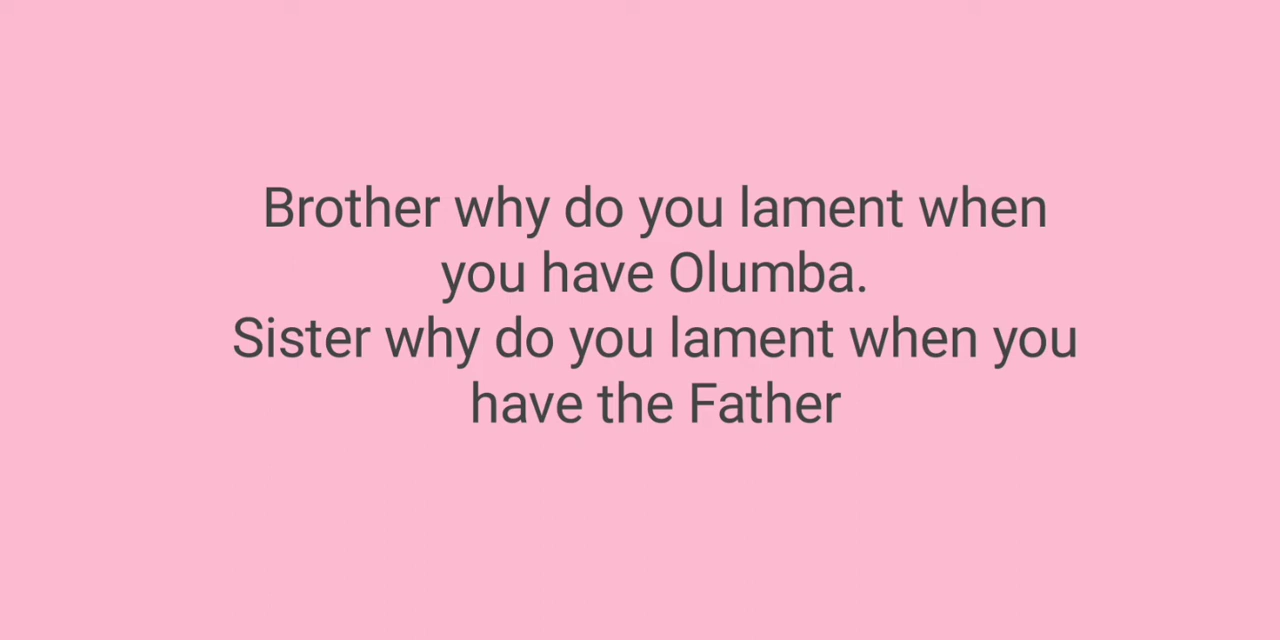 Brother why do you lament when
you have Olumba.
Sister why do you lament when you
have the Father